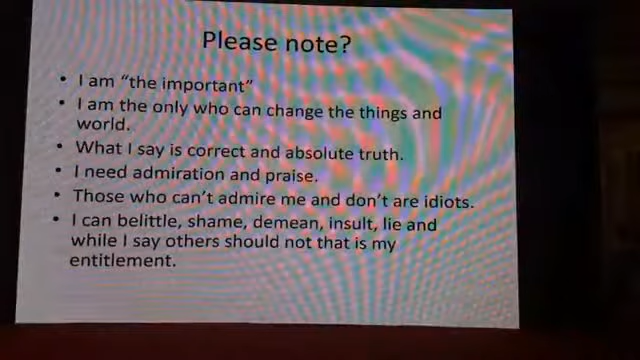 Please note?
• I am “the important”
• I am the only who can change the things and
world.
• What I say is correct and absolute truth.
• I need admiration and praise.
• Those who can’t admire me and don’t are idiots.
• I can belittle, shame, demean, insult, lie and
while I say others should not that is my
entitlement.